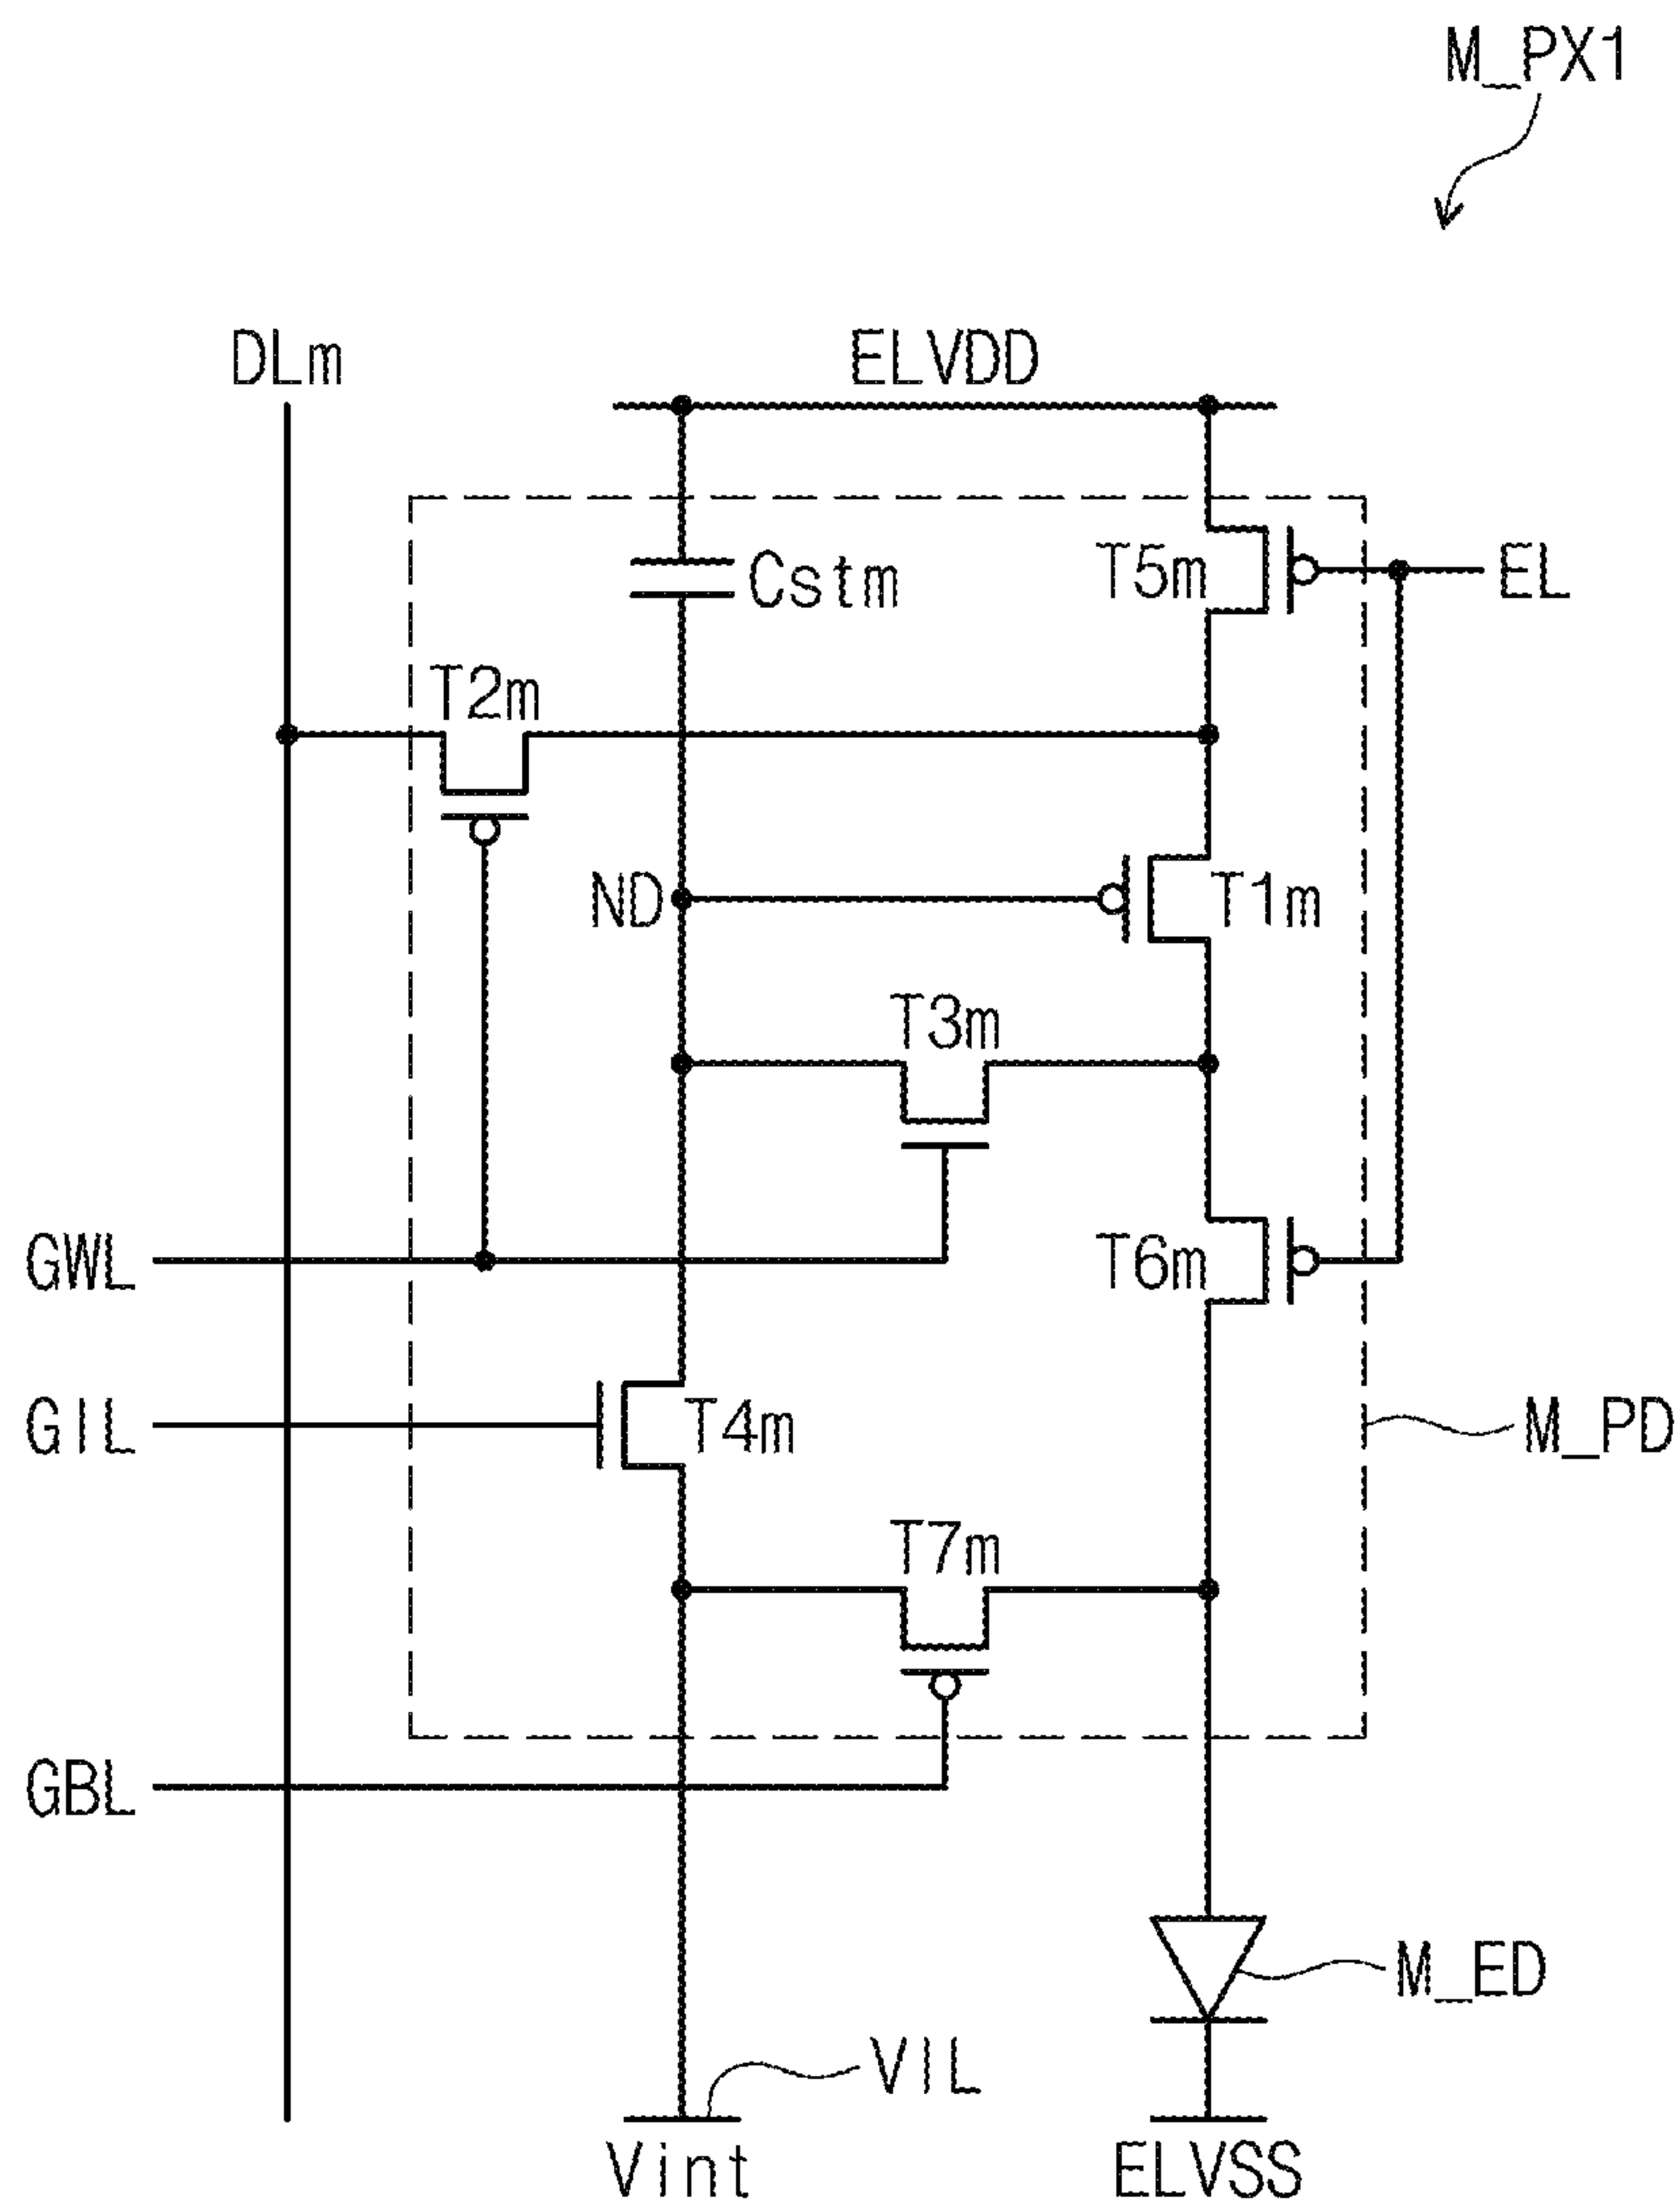 M_PX1
DLm
ELVDD
Cstm
T5m
EL
T2m
ND
T1m
T3m
GWL
T6m
GIL
T4m
M_PD
T7m
GBL
M_ED
VIL
Vint
ELVSS